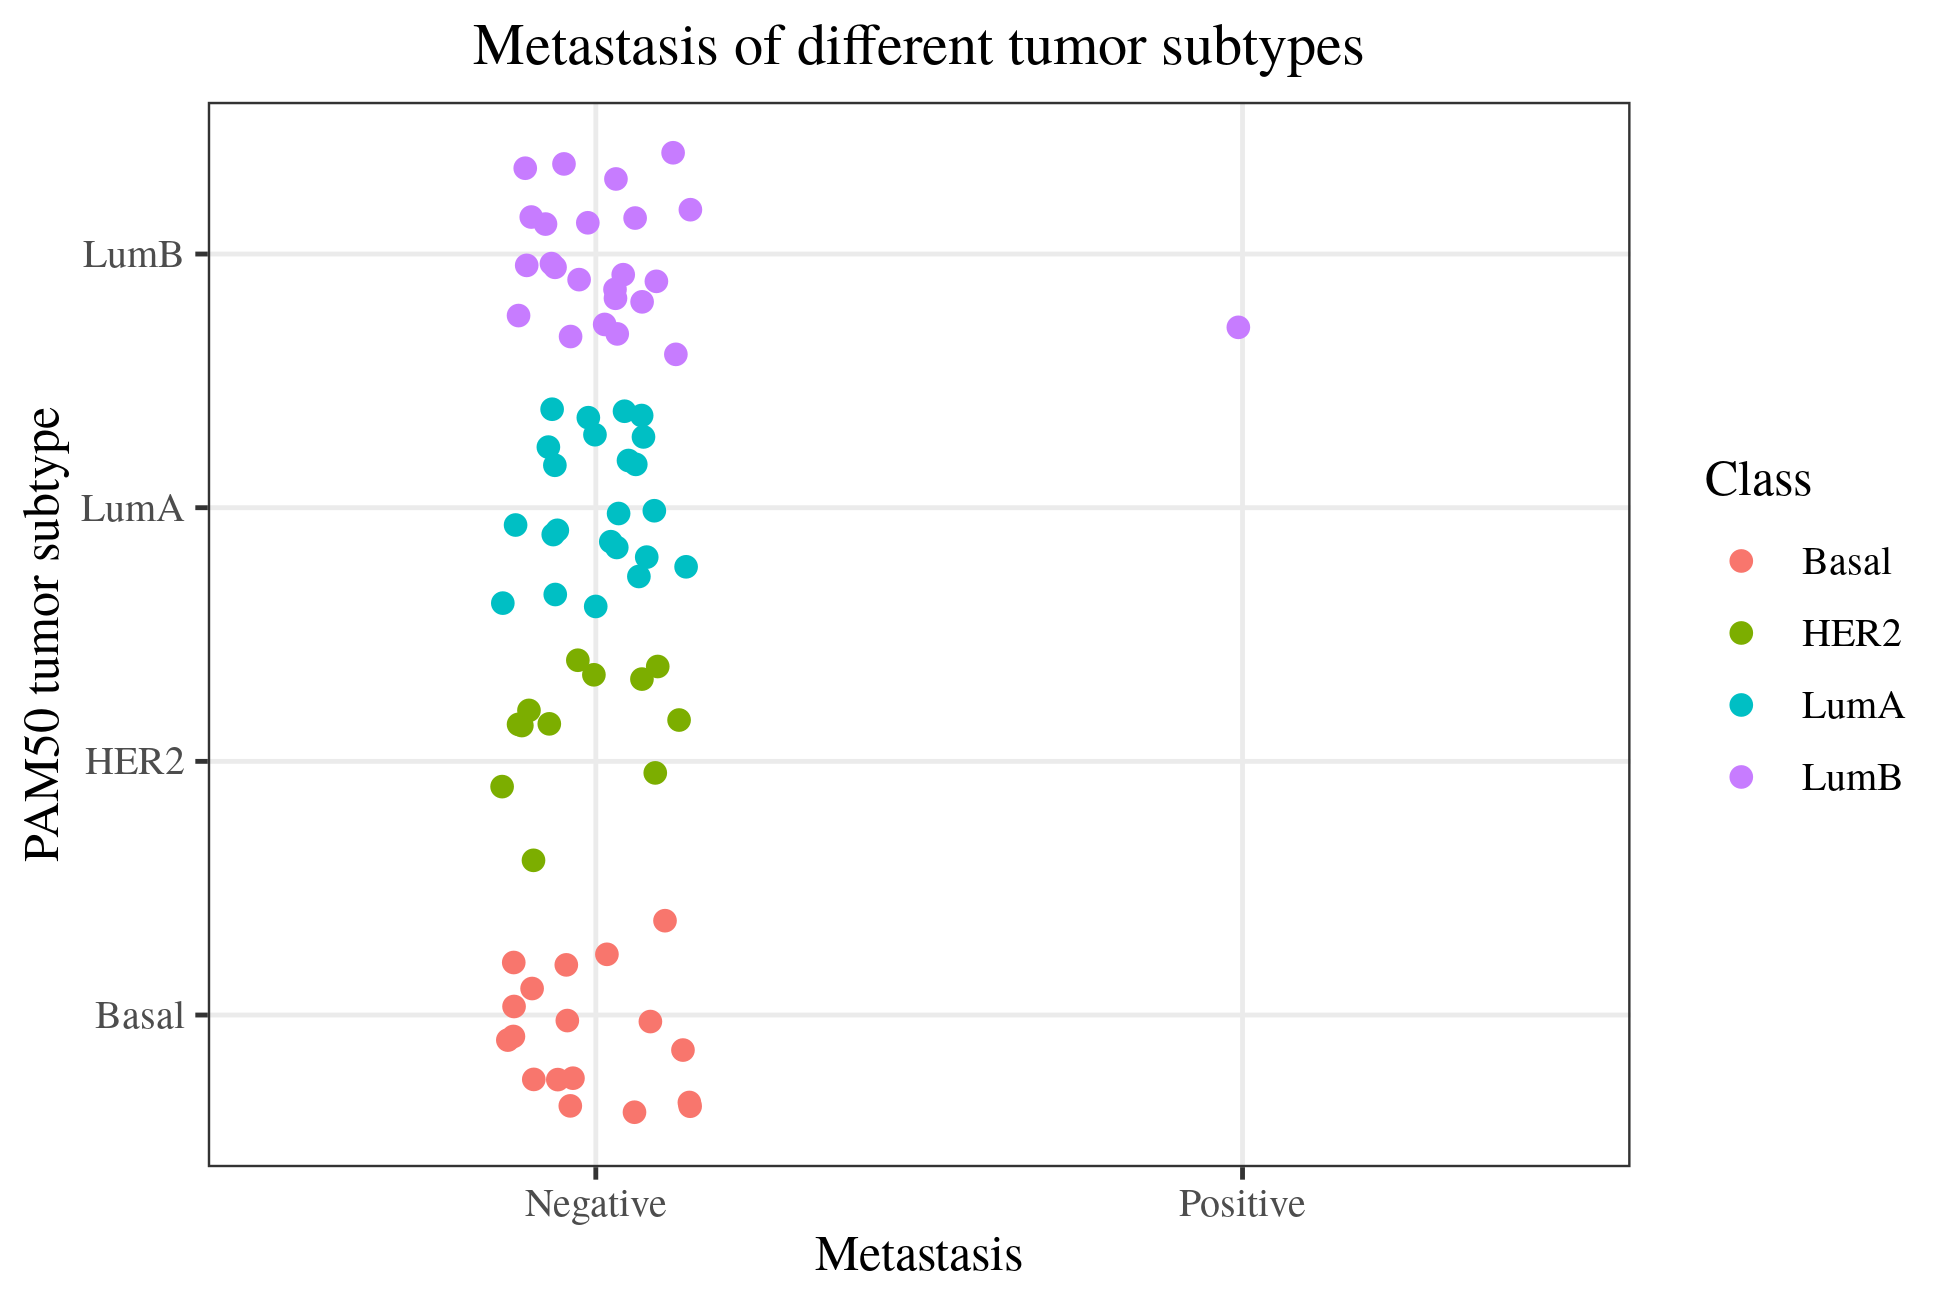 Metastasis of different tumor subtypes
PAM50 tumor subtype
LumB
LumA
HER2
Basal
Negative
Positive
Metastasis
Class
Basal
HER2
LumA
LumB